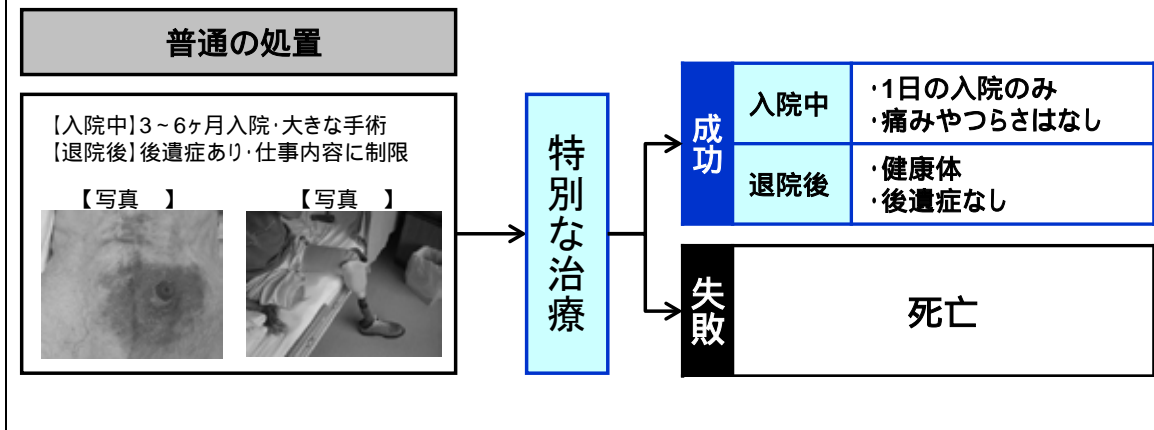 普通の処置
【入院中】3～6ヶ月入院･大きな手術
【退院後】後遺症あり･仕事内容に制限
【写真　】
【写真　】
特別な治療
成功
入院中
･1日の入院のみ
･痛みやつらさはなし
退院後
･健康体
･後遺症なし
失敗
死亡